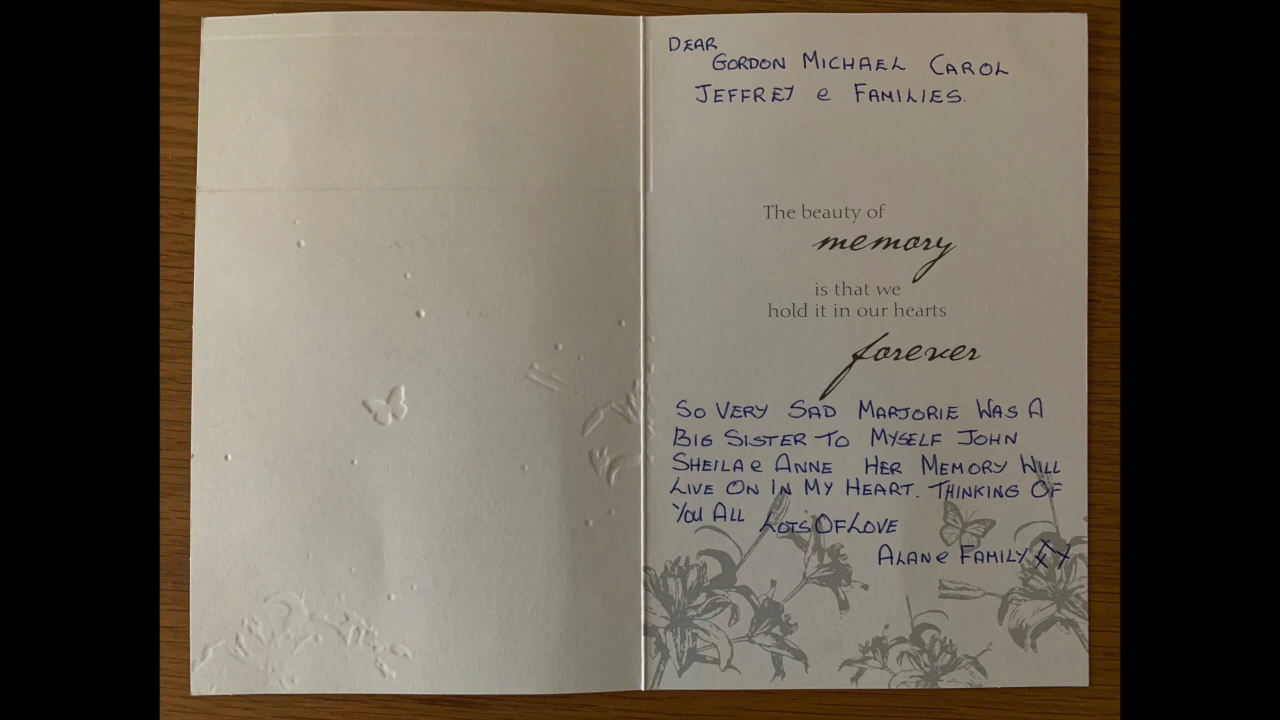 DEAR
GORDON MICHAEL CAROL
JEFFREY e FAMILIES.
The beauty of
memory
is that we
hold it in our hearts
forever
SO VERY SAD MARJORIE WAS A
BIG SISTER TO MYSELF JOHN
SHEILA e ANNE HER MEMORY WILL
LIVE ON IN MY HEART. THINKING OF
YOU ALL LOTS OF LOVE
ALAN e FAMILY XX